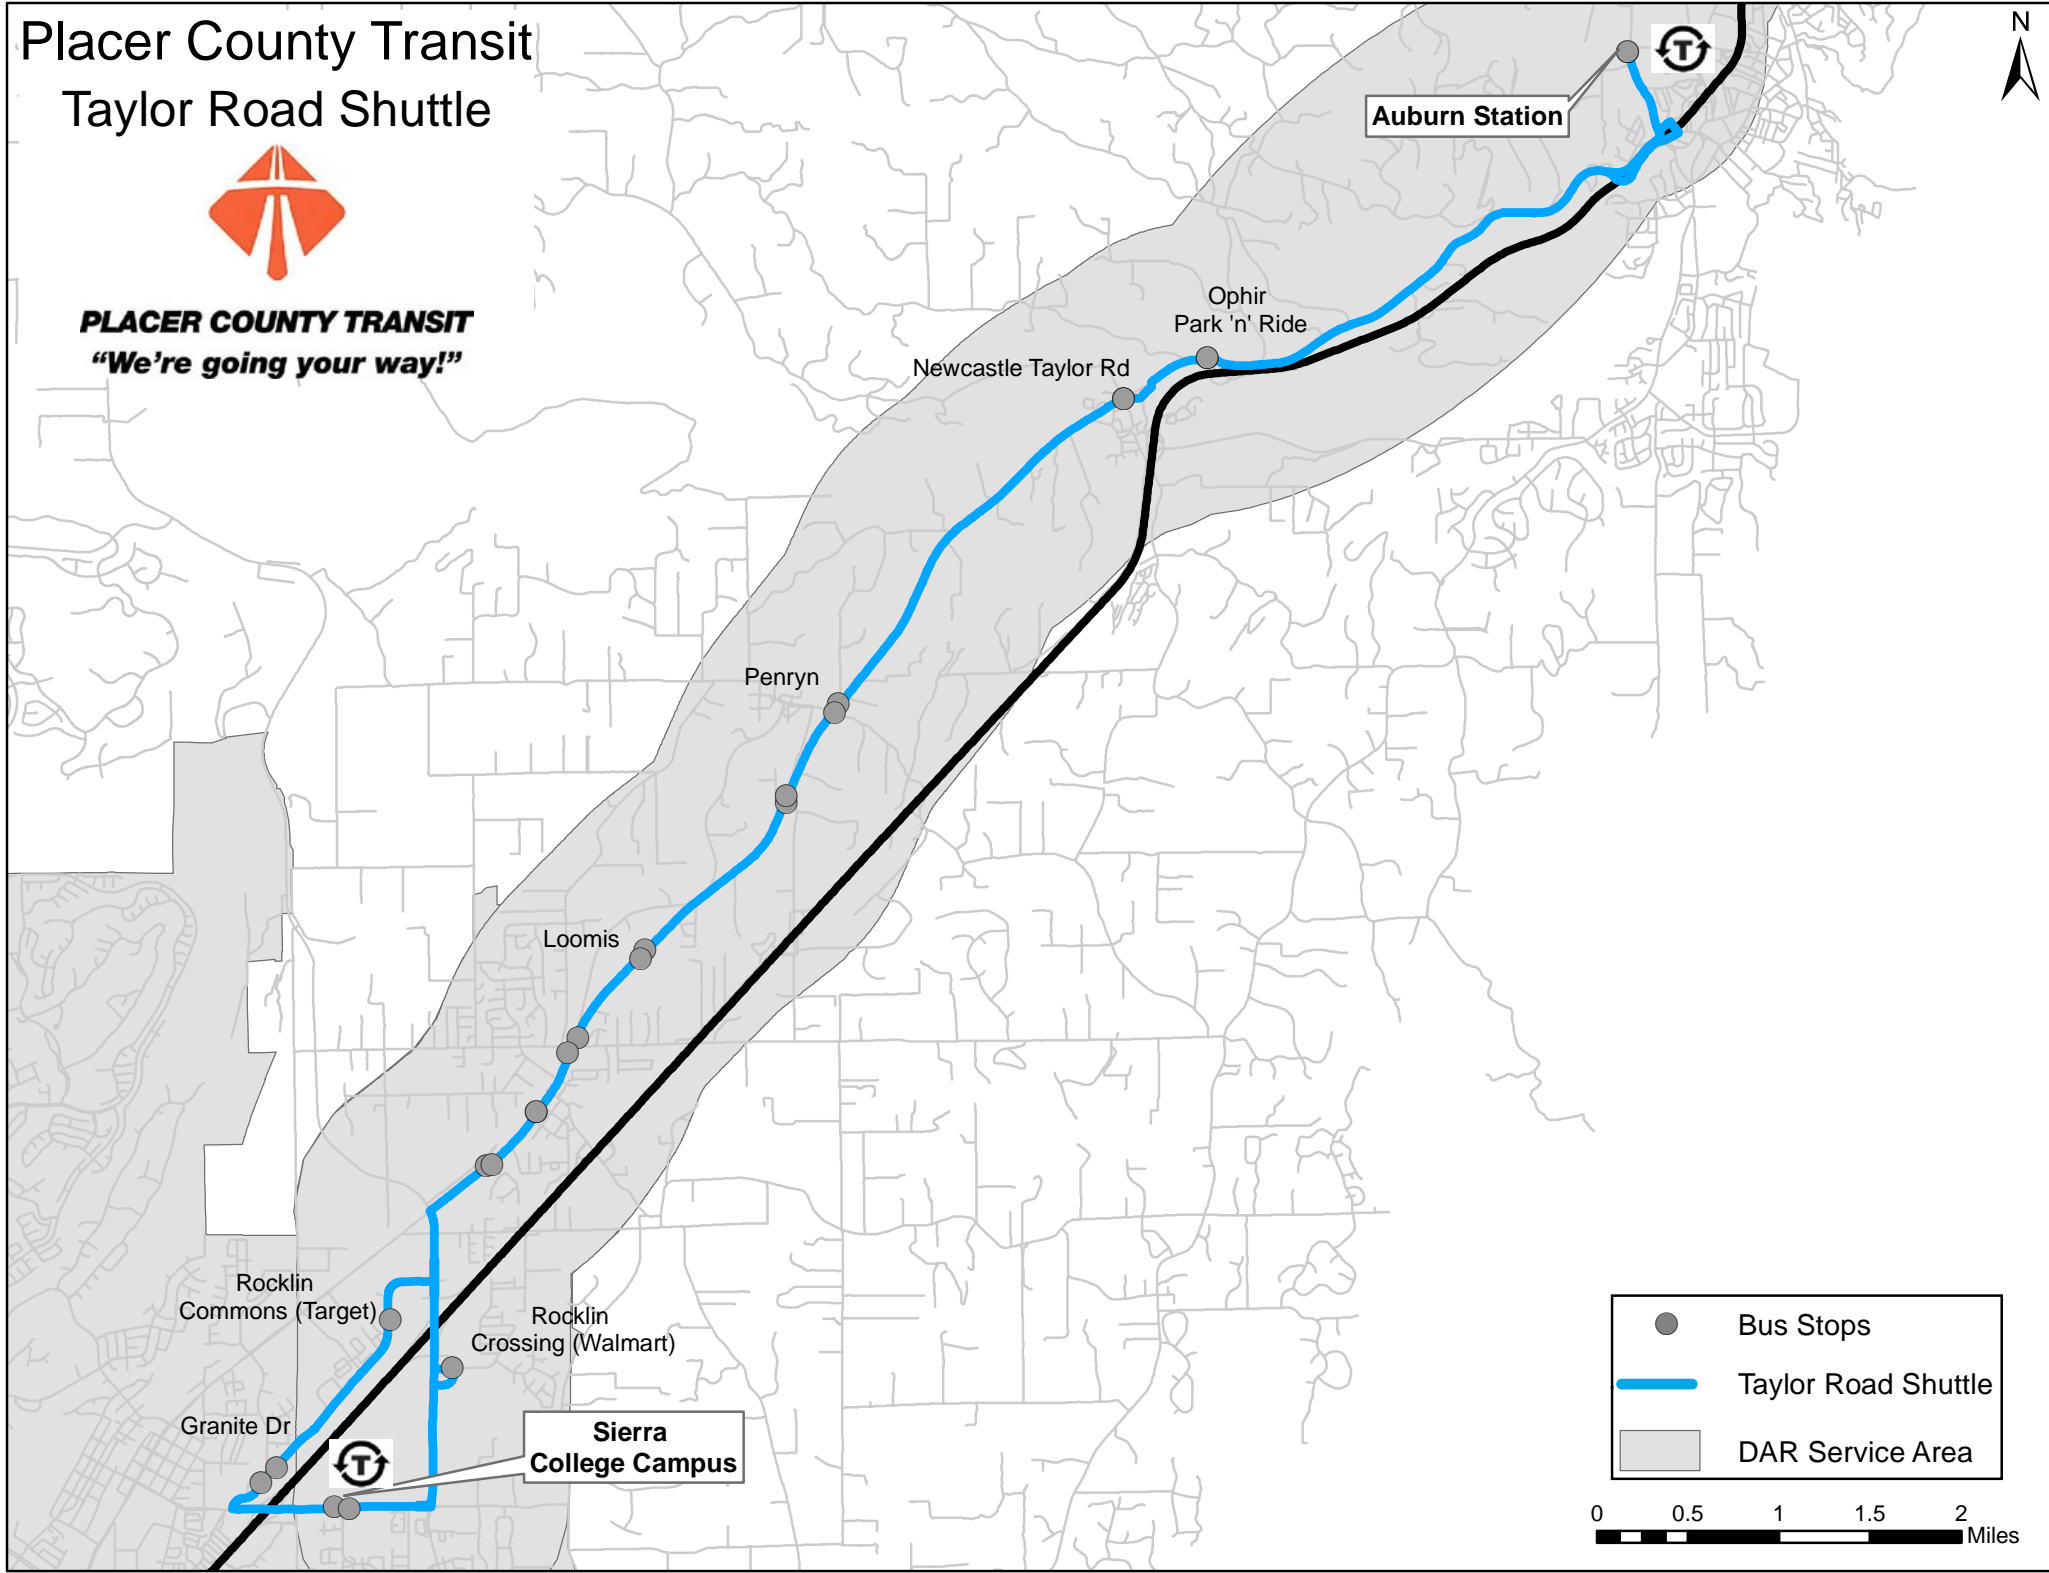 Placer County Transit
Taylor Road Shuttle
PLACER COUNTY TRANSIT
“We’re going your way!”
N
T
Auburn Station
Ophir
Park 'n' Ride
Newcastle Taylor Rd
Penryn
Loomis
Rocklin
Commons (Target)
Rocklin
Crossing (Walmart)
Granite Dr
T
Sierra
College Campus
Bus Stops
Taylor Road Shuttle
DAR Service Area
0 0.5 1 1.5 2
Miles